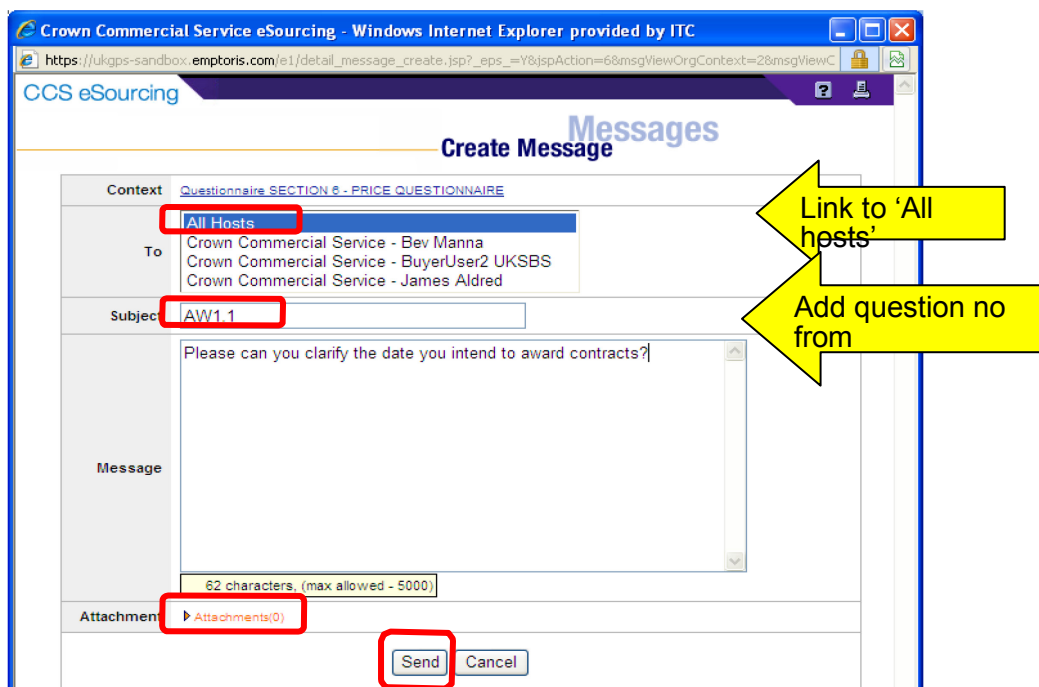 Crown Commercial Service eSourcing - Windows Internet Explorer provided by ITC
https://ukgps-sandbox.emptoris.com/e1/detail_message_create.jsp?_eps_=Y&jspAction=6&msgViewOrgContext=2&msgViewC
CCS eSourcing
Messages
Create Message
Context Questionnaire SECTION 6 - PRICE QUESTIONNAIRE
To
All Hosts
Crown Commercial Service - Bev Manna
Crown Commercial Service - BuyerUser2 UKSBS
Crown Commercial Service - James Aldred
Link to ‘All
hosts’
Subject AW1.1
Add question no
from
Message
Please can you clarify the date you intend to award contracts?
62 characters, (max allowed - 5000)
Attachment Attachments(0)
Send Cancel